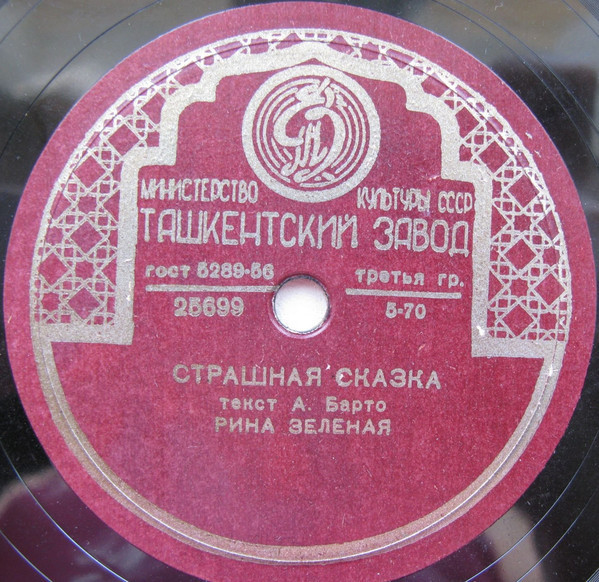 МИНИСТЕРСТВО КУЛЬТУРЫ СССР
ТАШКЕНТСКИЙ ЗАВОД
ГОСТ 5289-56 третья гр.
25699 5-70
СТРАШНАЯ СКАЗКА
текст А. Барто
РИНА ЗЕЛЕНАЯ